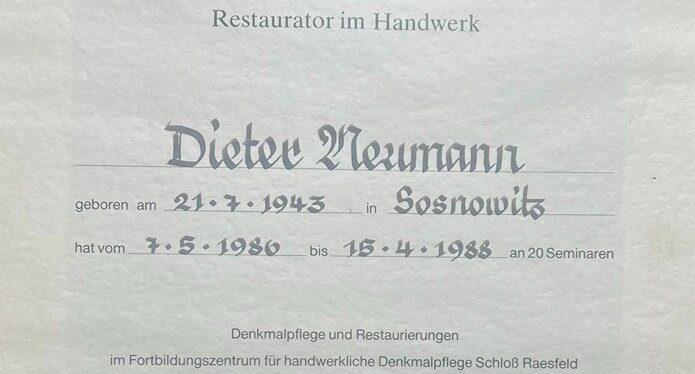 Restaurator im Handwerk
Dieter Neumann
geboren am 21·7·1943 in Sosnowitz
hat vom 7·5·1986 bis 15·4·1988 an 20 Seminaren
Denkmalpflege und Restaurierungen
im Fortbildungszentrum für handwerkliche Denkmalpflege Schloß Raesfeld